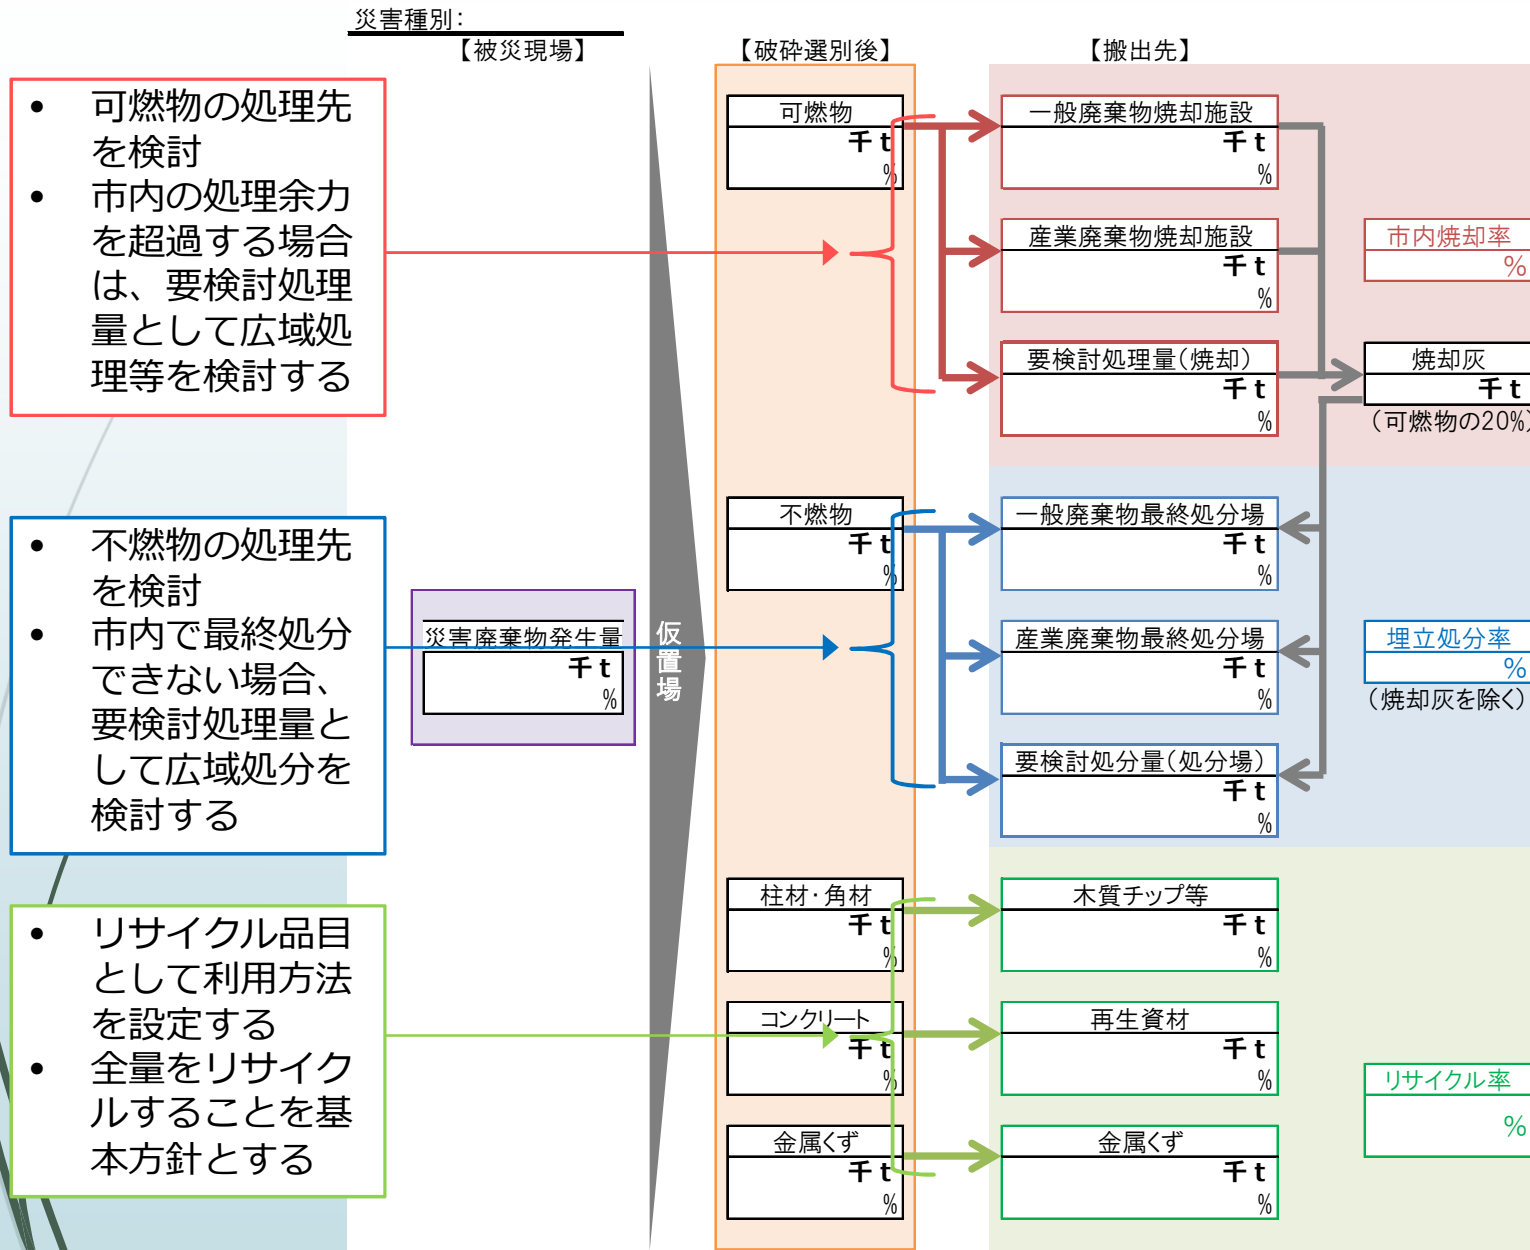 災害種別：
【被災現場】
【破砕選別後】
【搬出先】
• 可燃物の処理先
を検討
• 市内の処理余力
を超過する場合
は、要検討処理
量として広域処
理等を検討する
• 不燃物の処理先
を検討
• 市内で最終処分
できない場合、
要検討処理量と
して広域処分を
検討する
• リサイクル品目
として利用方法
を設定する
• 全量をリサイク
ルすることを基
本方針とする
災害廃棄物発生量
千ｔ
%
仮置場
可燃物
千ｔ
%
不燃物
千ｔ
%
柱材・角材
千ｔ
%
コンクリート
千ｔ
%
金属くず
千ｔ
%
一般廃棄物焼却施設
千ｔ
%
産業廃棄物焼却施設
千ｔ
%
要検討処理量（焼却）
千ｔ
%
一般廃棄物最終処分場
千ｔ
%
産業廃棄物最終処分場
千ｔ
%
要検討処分量（処分場）
千ｔ
%
木質チップ等
千ｔ
%
再生資材
千ｔ
%
金属くず
千ｔ
%
市内焼却率
%
焼却灰
千ｔ
（可燃物の20%）
埋立処分率
%
（焼却灰を除く）
リサイクル率
%